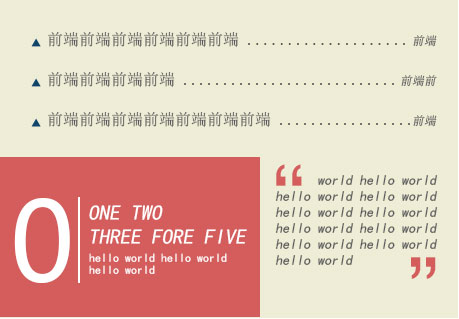 ▲ 前端前端前端前端前端前端 .................... 前端
▲ 前端前端前端前端 ........................... 前端前
▲ 前端前端前端前端前端前端前端 .................前端
0
ONE TWO
THREE FORE FIVE
hello world hello world
hello world
“ world hello world
hello world hello world
hello world hello world
hello world hello world
hello world hello world
hello world ”